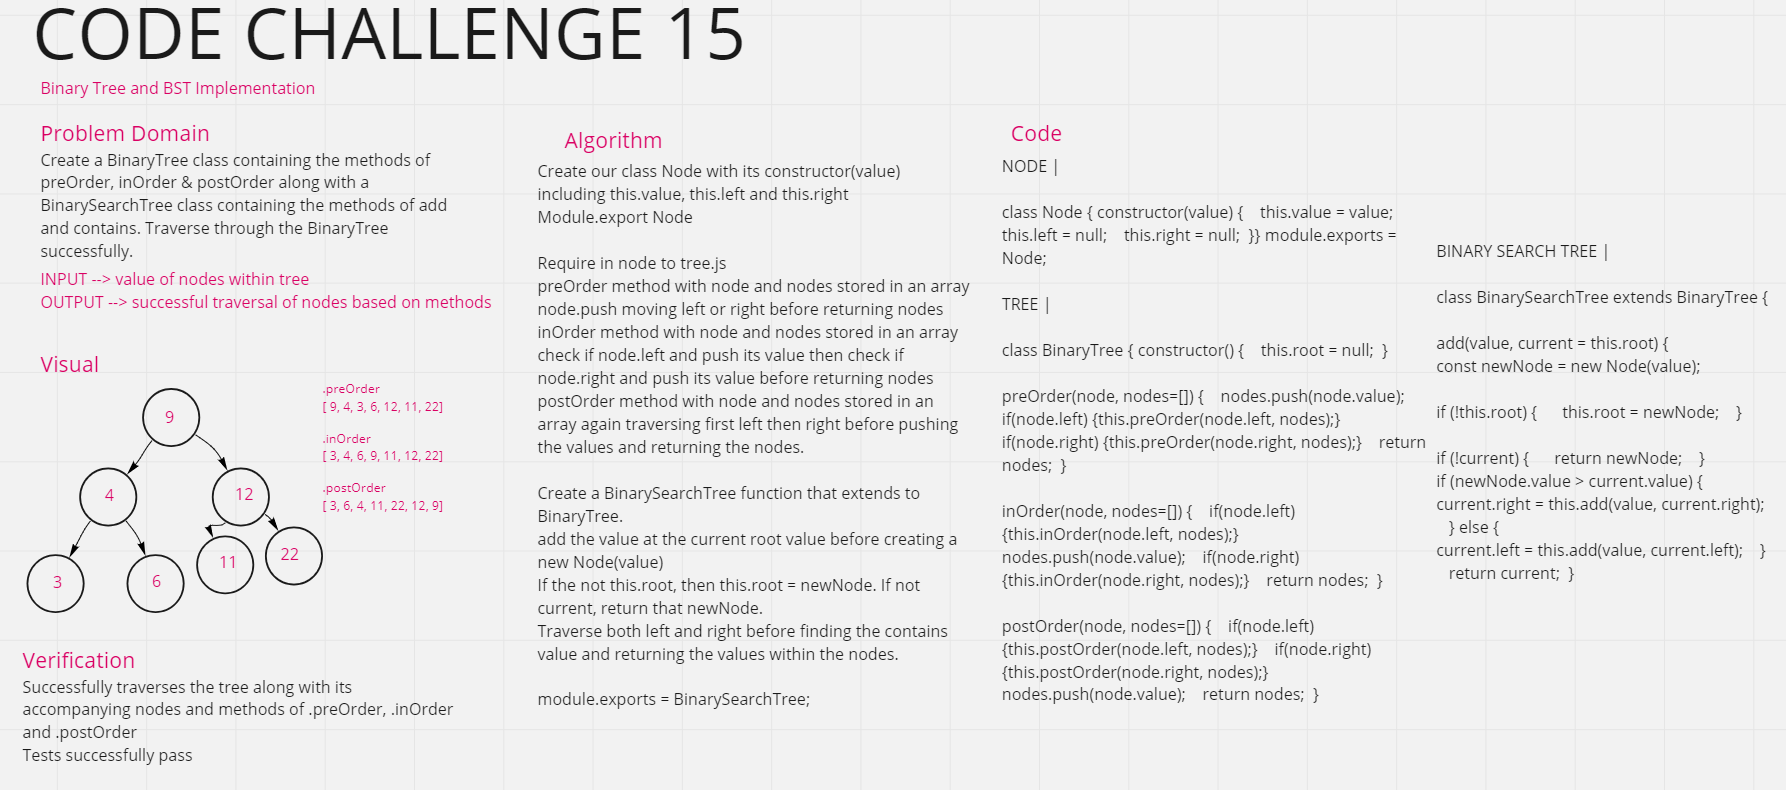 CODE CHALLENGE 15
Binary Tree and BST Implementation
Problem Domain
Create a BinaryTree class containing the methods of
preOrder, inOrder & postOrder along with a
BinarySearchTree class containing the methods of add
and contains. Traverse through the BinaryTree
successfully.
INPUT --> value of nodes within tree
OUTPUT --> successful traversal of nodes based on methods
Visual
9
4
12
3
6
11
22
.preOrder
[ 9, 4, 3, 6, 12, 11, 22]
.inOrder
[ 3, 4, 6, 9, 11, 12, 22]
.postOrder
[ 3, 6, 4, 11, 22, 12, 9]
Verification
Successfully traverses the tree along with its
accompanying nodes and methods of .preOrder, .inOrder
and .postOrder
Tests successfully pass
Algorithm
Create our class Node with its constructor(value)
including this.value, this.left and this.right
Module.export Node
Require in node to tree.js
preOrder method with node and nodes stored in an array
node.push moving left or right before returning nodes
inOrder method with node and nodes stored in an array
check if node.left and push its value then check if
node.right and push its value before returning nodes
postOrder method with node and nodes stored in an
array again traversing first left then right before pushing
the values and returning the nodes.
Create a BinarySearchTree function that extends to
BinaryTree.
add the value at the current root value before creating a
new Node(value)
If the not this.root, then this.root = newNode. If not
current, return that newNode.
Traverse both left and right before finding the contains
value and returning the values within the nodes.
module.exports = BinarySearchTree;
Code
NODE |
class Node { constructor(value) {    this.value = value;
this.left = null;    this.right = null;  }} module.exports =
Node;
TREE |
class BinaryTree { constructor() {    this.root = null;  }
preOrder(node, nodes=[]) {    nodes.push(node.value);
if(node.left) {this.preOrder(node.left, nodes);}
if(node.right) {this.preOrder(node.right, nodes);}    return
nodes;  }
inOrder(node, nodes=[]) {    if(node.left)
{this.inOrder(node.left, nodes);}
nodes.push(node.value);    if(node.right)
{this.inOrder(node.right, nodes);}    return nodes;  }
postOrder(node, nodes=[]) {    if(node.left)
{this.postOrder(node.left, nodes);}    if(node.right)
{this.postOrder(node.right, nodes);}
nodes.push(node.value);    return nodes;  }
BINARY SEARCH TREE |
class BinarySearchTree extends BinaryTree {
add(value, current = this.root) {
const newNode = new Node(value);
if (!this.root) {      this.root = newNode;    }
if (!current) {      return newNode;    }
if (newNode.value > current.value) {
current.right = this.add(value, current.right);
} else {
current.left = this.add(value, current.left);    }
return current;  }